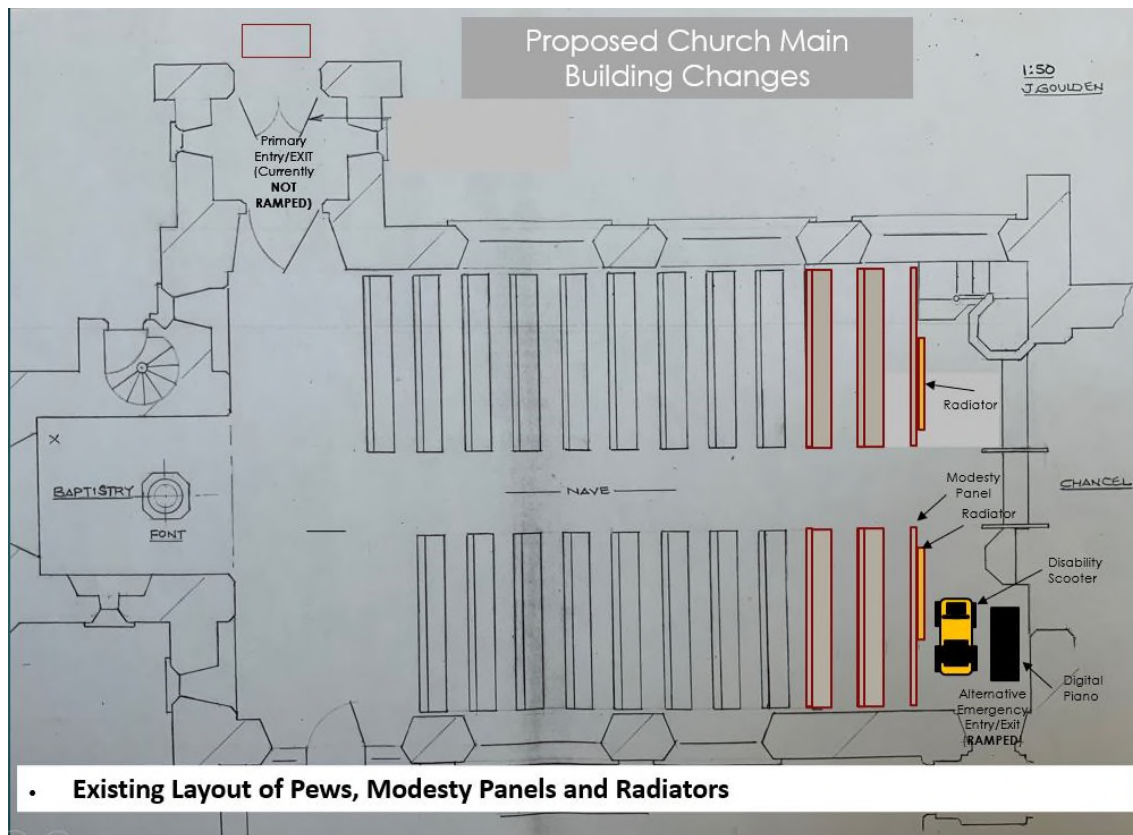 Proposed Church Main
Building Changes
1:50
J.GOULDEN
Primary
Entry/EXIT
(Currently
NOT
RAMPED)
Radiator
Modesty
Panel
Radiator
CHANCEL
NAVE
X
BAPTISTRY
FONT
Disability
Scooter
Digital
Piano
Alternative
Emergency
Entry/Exit
(RAMPED)
• Existing Layout of Pews, Modesty Panels and Radiators